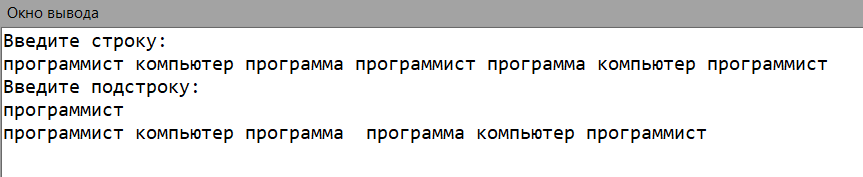 Окно вывода
Введите строку:
программист компьютер программа программист программа компьютер программист
Введите подстроку:
программист
программист компьютер программа  программа компьютер программист